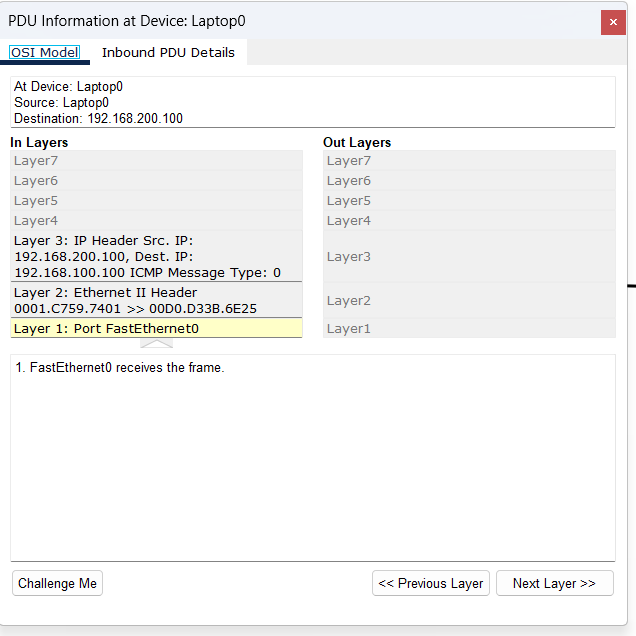 PDU Information at Device: Laptop0
×
OSI Model
Inbound PDU Details
At Device: Laptop0
Source: Laptop0
Destination: 192.168.200.100
In Layers
Layer7
Layer6
Layer5
Layer4
Layer 3: IP Header Src. IP:
192.168.200.100, Dest. IP:
192.168.100.100 ICMP Message Type: 0
Layer 2: Ethernet II Header
0001.C759.7401 >> 00D0.D33B.6E25
Layer 1: Port FastEthernet0
Out Layers
Layer7
Layer6
Layer5
Layer4
Layer3
Layer2
Layer1
1. FastEthernet0 receives the frame.
Challenge Me
<< Previous Layer
Next Layer >>